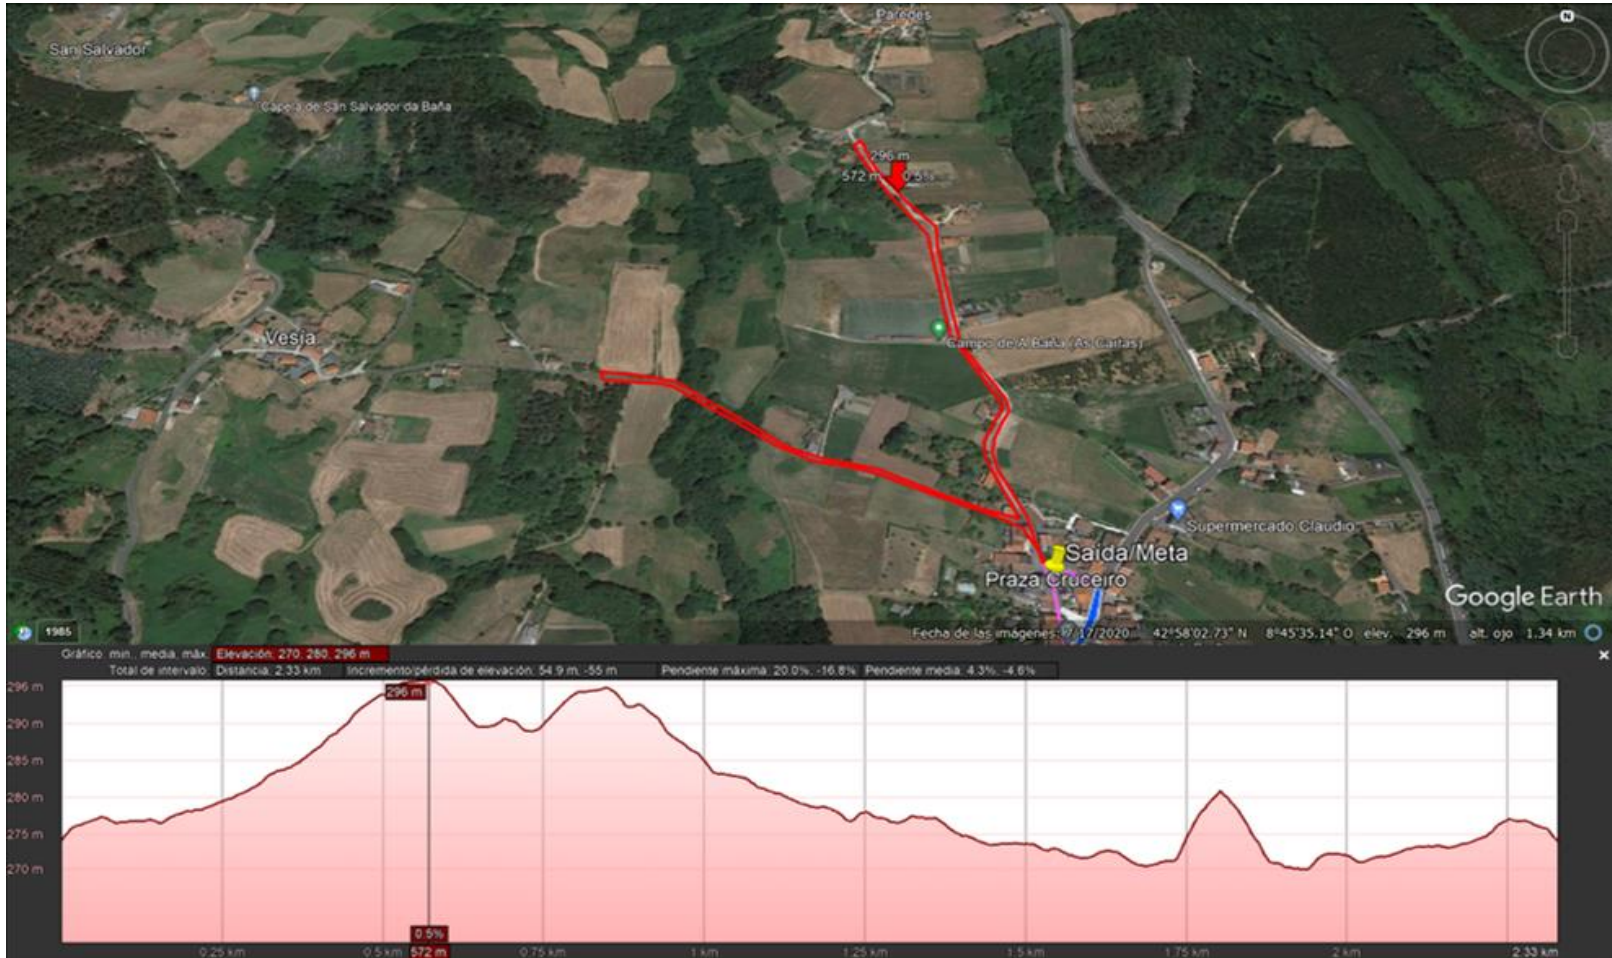 Paredes
San Salvador
Capela de San Salvador da Baña
N
296 m
572 m 0.5%
Vesía
Campo de A Baña (As Caifas)
Supermercado Claudio
Saída/Meta
Praza Cruceiro
Google Earth
1985
Fecha de las imágenes: 7/17/2020 42°58'02.73" N 8°45'35.14" O elev. 296 m alt. ojo 1.34 km
Gráfico mín., media, máx. Elevación: 270, 280, 296 m
Total de intervalo: Distancia: 2.33 km Incremento/pérdida de elevación: 54.9 m, -55 m Pendiente máxima: 20.0%, -16.8% Pendiente media: 4.3%, -4.6%
296 m
296 m
290 m
285 m
280 m
275 m
270 m
0.5%
0.25 km 0.5 km 572 m 0.75 km 1 km 1.25 km 1.5 km 1.75 km 2 km 2.33 km